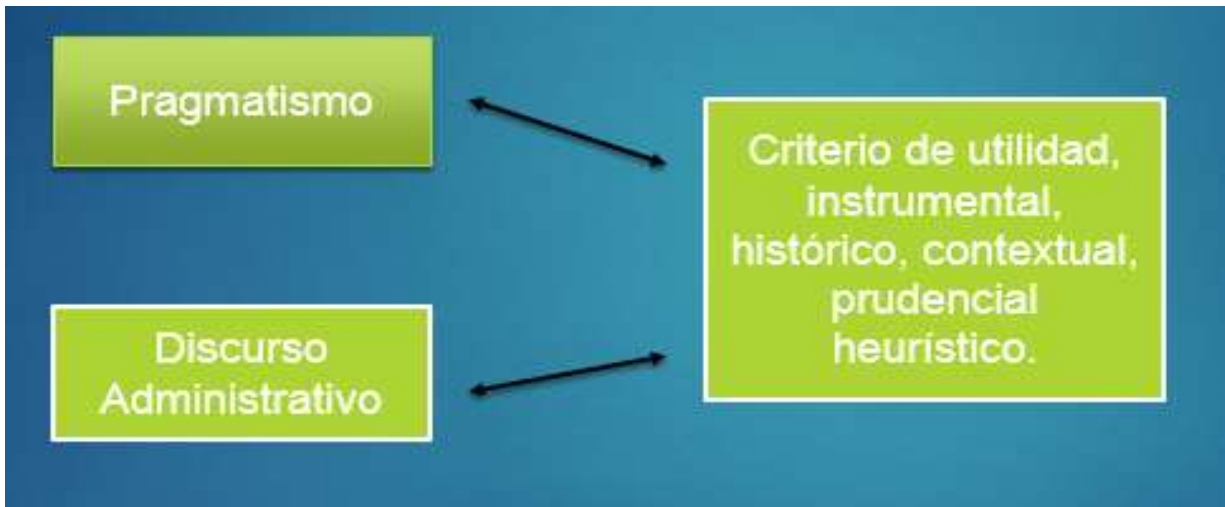 Pragmatismo
Discurso
Administrativo
Criterio de utilidad,
instrumental,
histórico, contextual,
prudencial
heurístico.